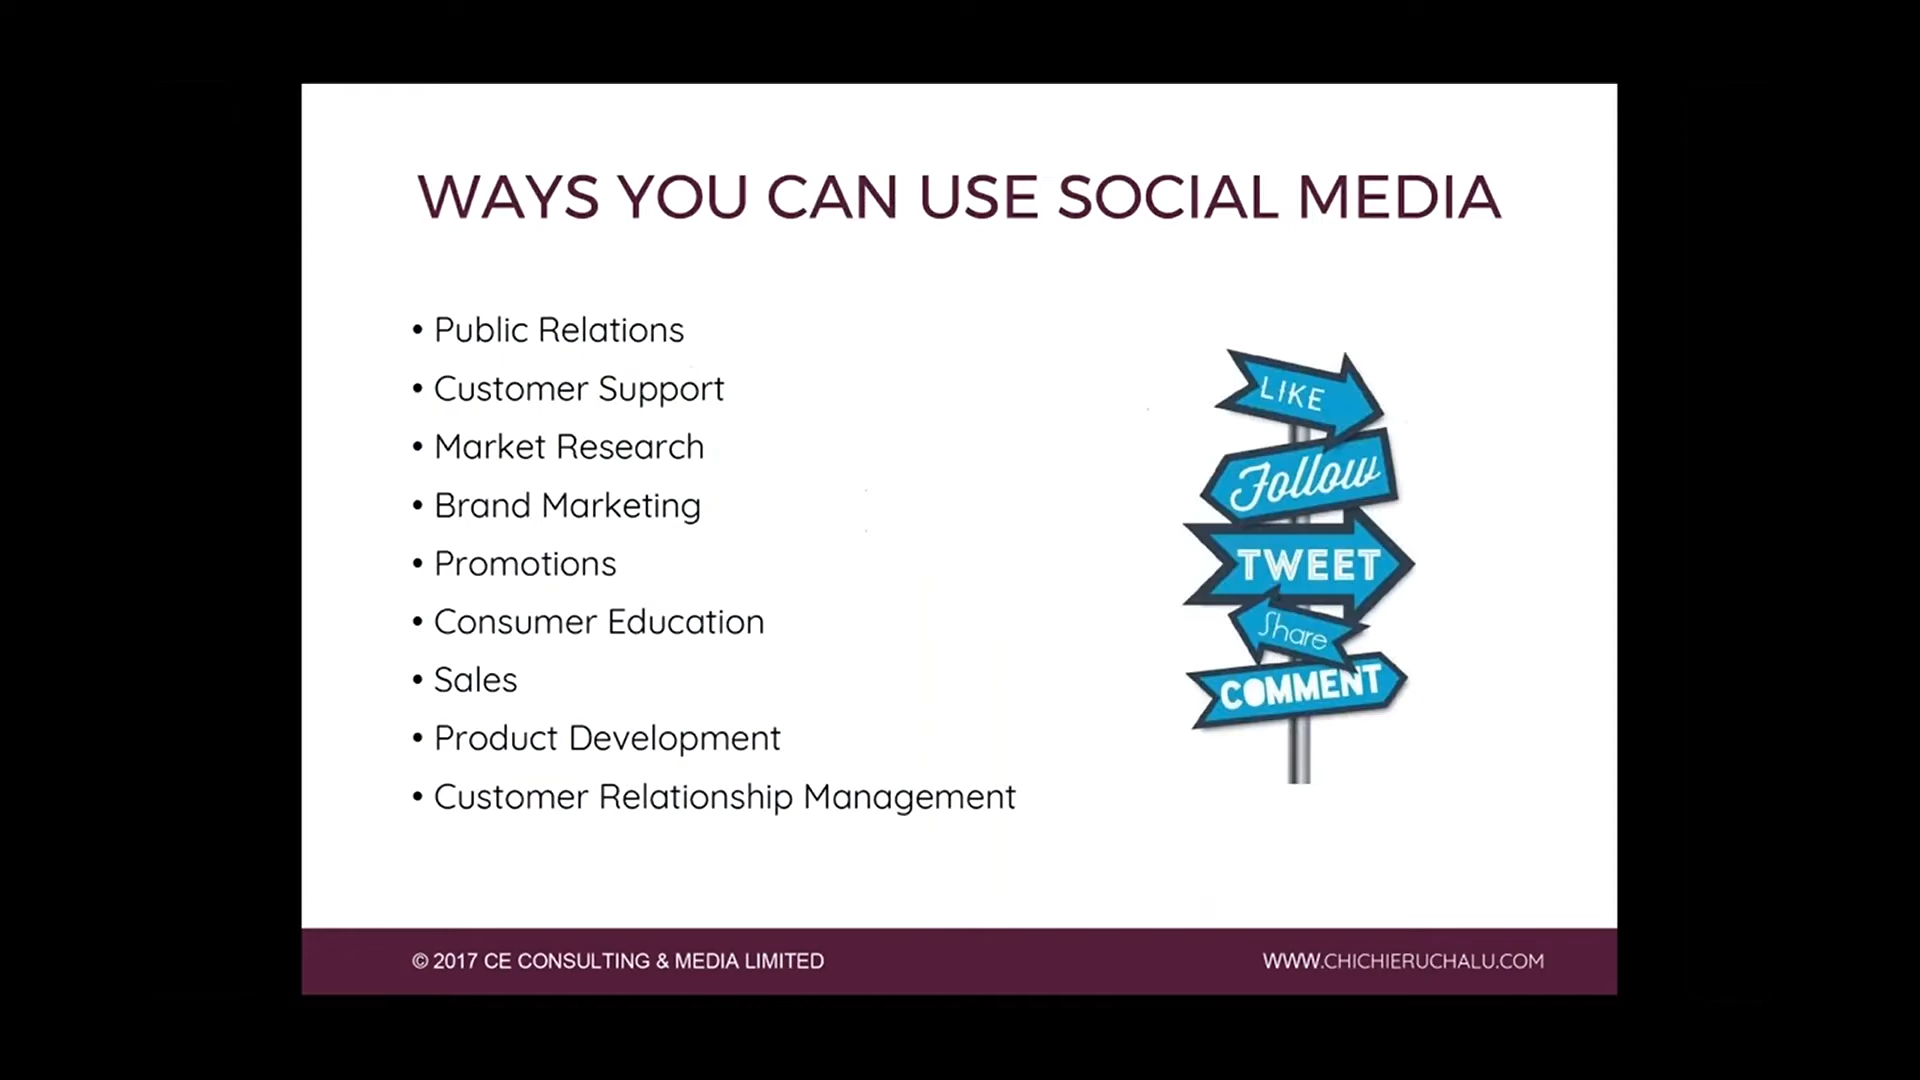 WAYS YOU CAN USE SOCIAL MEDIA
• Public Relations
• Customer Support
• Market Research
• Brand Marketing
• Promotions
• Consumer Education
• Sales
• Product Development
• Customer Relationship Management
LIKE
Follow
TWEET
Share
COMMENT
© 2017 CE CONSULTING & MEDIA LIMITED
WWW.CHICHIERUCHALU.COM